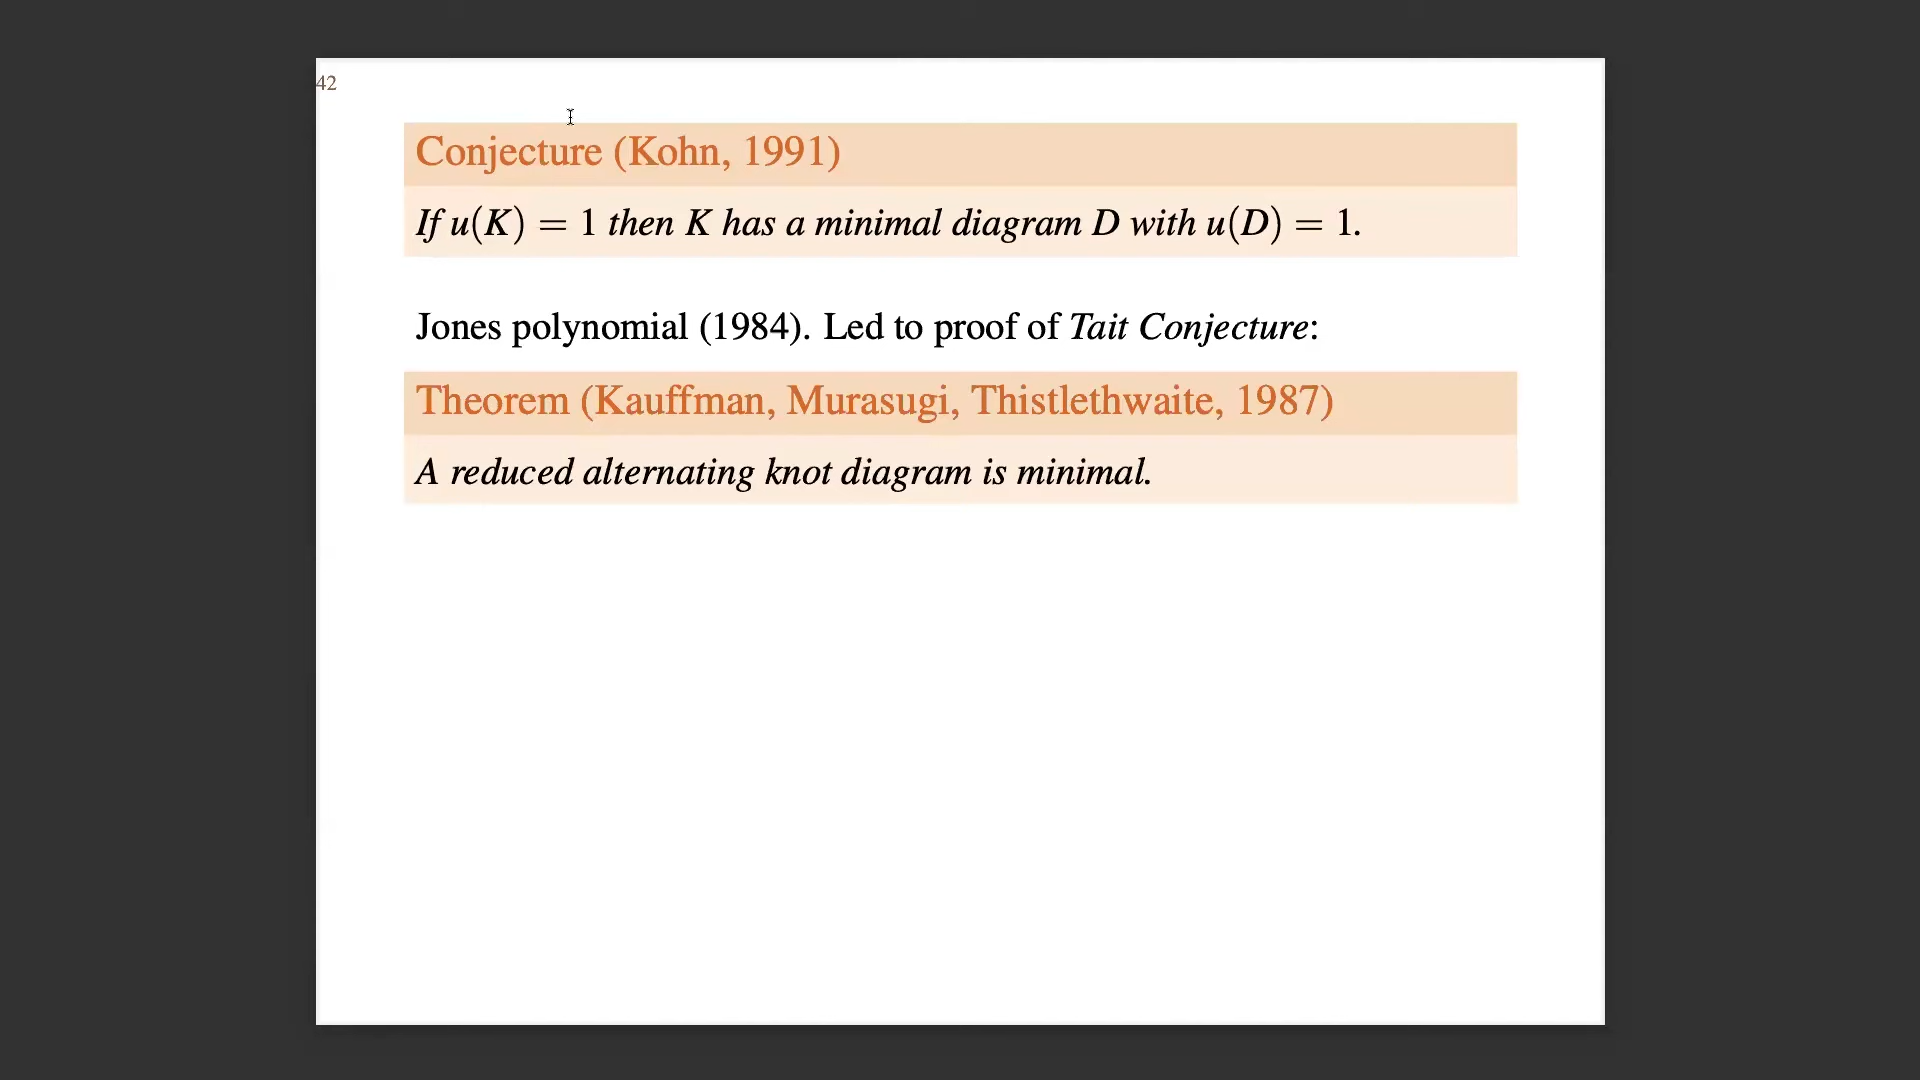 42
Conjecture (Kohn, 1991)
If u(K) = 1 then K has a minimal diagram D with u(D) = 1.
Jones polynomial (1984). Led to proof of Tait Conjecture:
Theorem (Kauffman, Murasugi, Thistlethwaite, 1987)
A reduced alternating knot diagram is minimal.